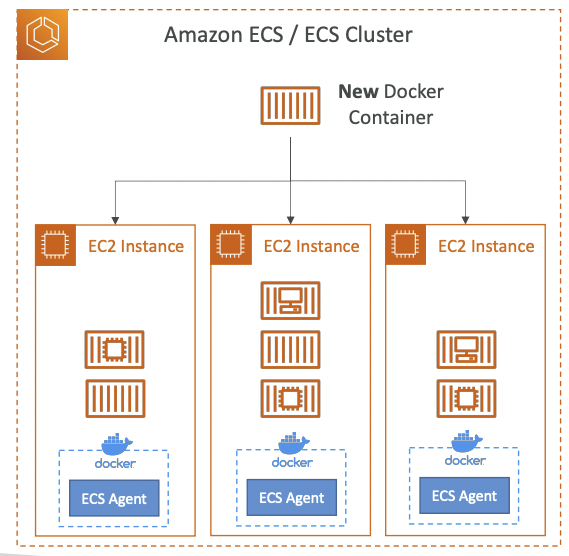 Amazon ECS / ECS Cluster
New Docker
Container
EC2 Instance
EC2 Instance
EC2 Instance
docker
docker
docker
ECS Agent
ECS Agent
ECS Agent